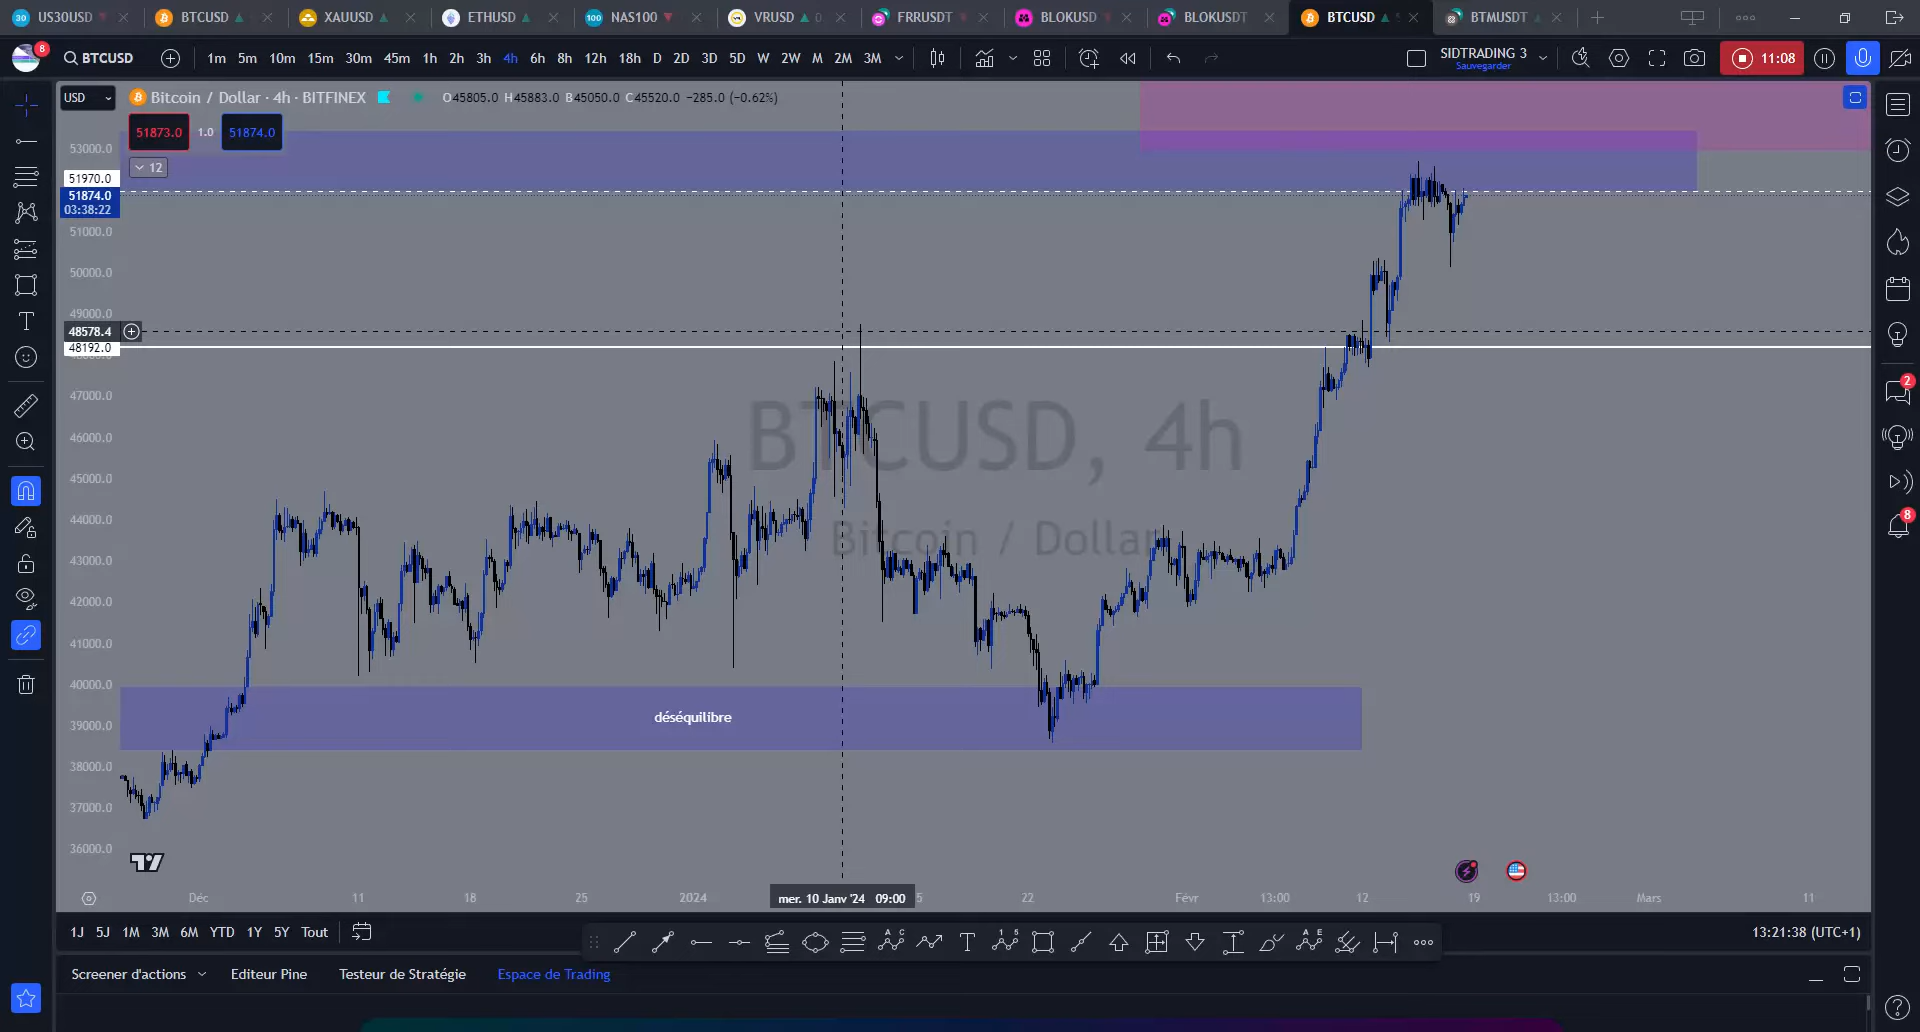 US30USD BTCUSD XAUUSD ETHUSD NAS100 VRUSD FRRUSDT BLOKUSD BLOKUSDT BTCUSD BTMUSDT
8 BTCUSD 1m 5m 10m 15m 30m 45m 1h 2h 3h 4h 6h 8h 12h 18h D 2D 3D 5D W 2W M 2M 3M SIDTRADING 3 11:08
Sauvegarder
USD Bitcoin / Dollar · 4h · BITFINEX O45805.0 H45883.0 B45050.0 C45520.0 −285.0 (−0.62%)
51873.0 1.0 51874.0
53000.0
12
51970.0
51874.0
03:38:22
51000.0
50000.0
49000.0
48578.4
48192.0
47000.0
46000.0
45000.0
44000.0
43000.0
42000.0
41000.0
40000.0
39000.0
38000.0
37000.0
36000.0
BTCUSD, 4h
Bitcoin / Dollar
déséquilibre
2
8
Déc 11 18 25 2024 mer. 10 Janv '24 09:00 5 22 Févr 13:00 12 19 13:00 Mars 11
1J 5J 1M 3M 6M YTD 1Y 5Y Tout 13:21:38 (UTC+1)
Screener d'actions Editeur Pine Testeur de Stratégie Espace de Trading